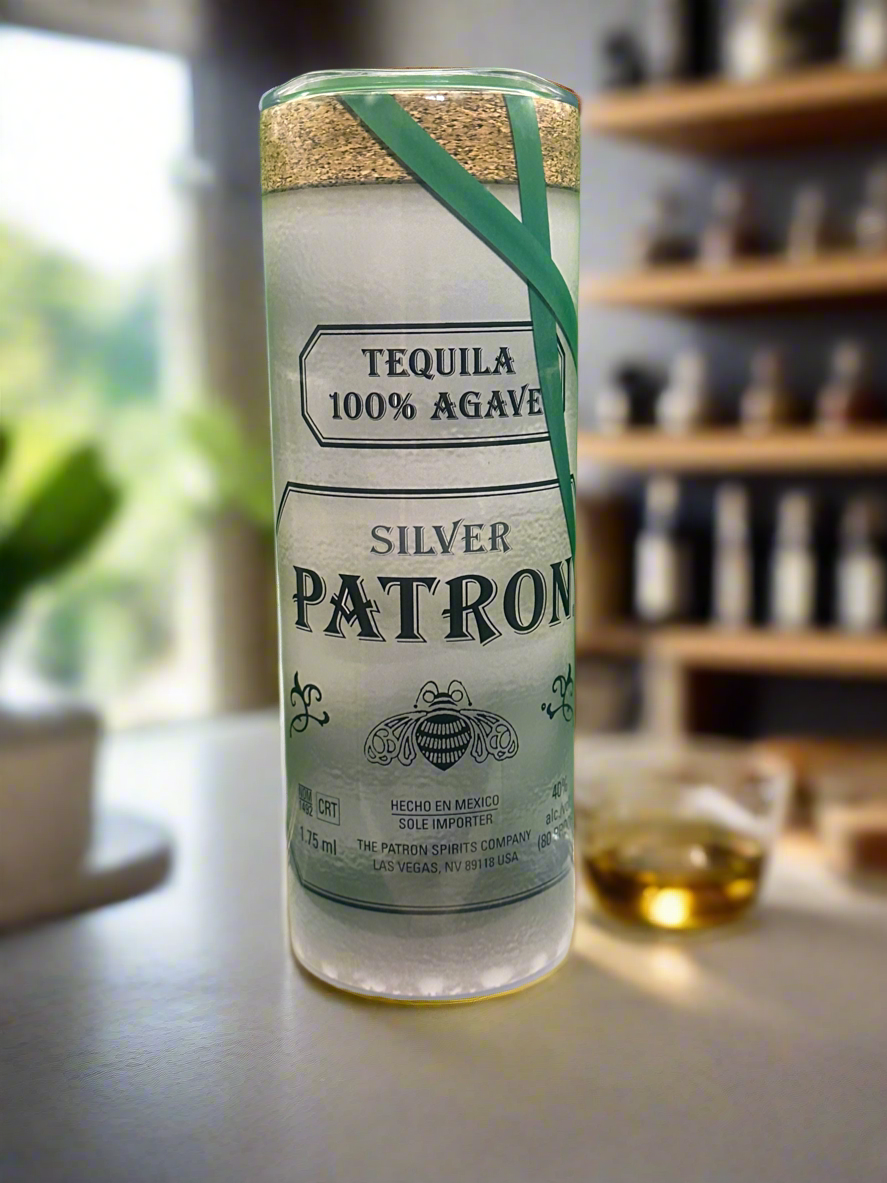 TEQUILA
100% AGAVE
SILVER
PATRON
CRT
HECHO EN MEXICO
SOLE IMPORTER
40%
1.75 ml
THE PATRON SPIRITS COMPANY
LAS VEGAS, NV 89118 USA